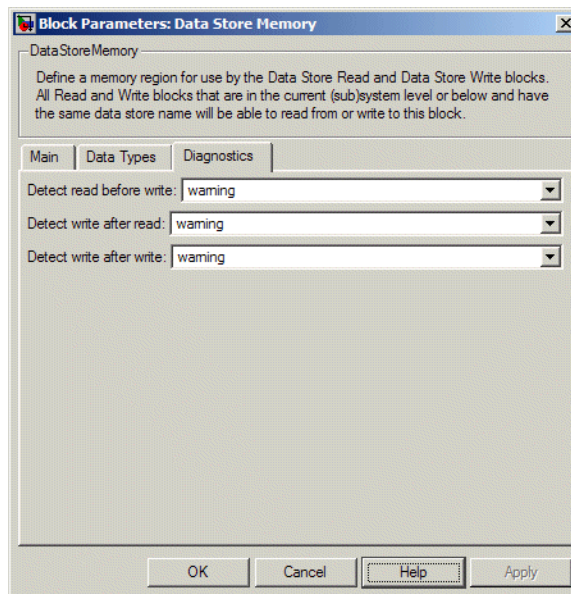 Block Parameters: Data Store Memory
DataStoreMemory
Define a memory region for use by the Data Store Read and Data Store Write blocks.
All Read and Write blocks that are in the current (sub)system level or below and have
the same data store name will be able to read from or write to this block.
Main Data Types Diagnostics
Detect read before write: warning
Detect write after read: warning
Detect write after write: warning
OK Cancel Help Apply